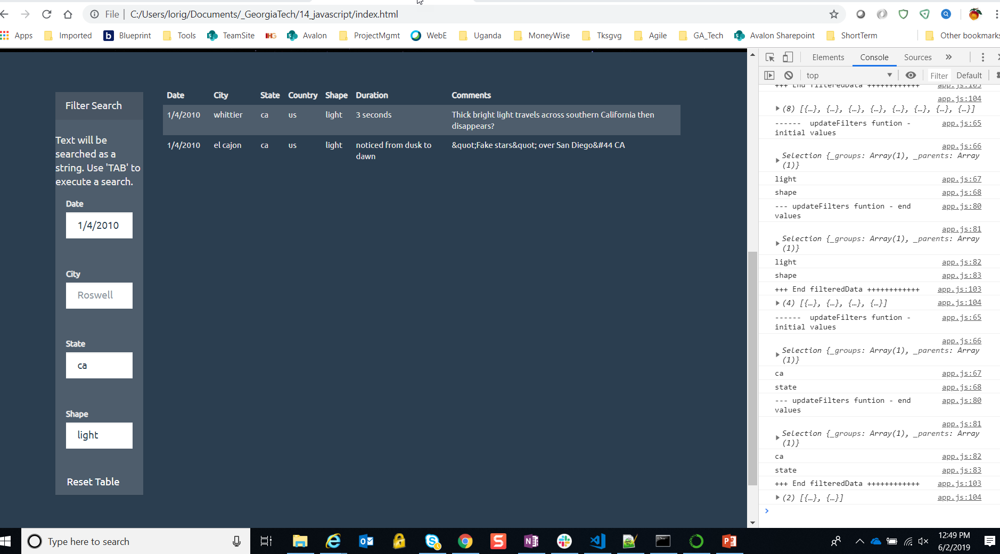 File | C:/Users/lorig/Documents/_GeorgiaTech/14_javascript/index.html
Apps Imported b Blueprint Tools TeamSite IHG Avalon ProjectMgmt WebE Uganda MoneyWise Tksgvg Agile GA_Tech Avalon Sharepoint ShortTerm Other bookmarks
Filter Search
Text will be
searched as a
string. Use 'TAB' to
execute a search.
Date
1/4/2010
City
Roswell
State
ca
Shape
light
Reset Table
Date City State Country Shape Duration Comments
1/4/2010 whittier ca us light 3 seconds Thick bright light travels across southern California then
disappears?
1/4/2010 el cajon ca us light noticed from dusk to &quot;Fake stars&quot; over San Diego&#44 CA
dawn
Elements Console Sources »
top Filter Default
+++ End filteredData ++++++++++++ app.js:103
app.js:104
(8) [{…}, {…}, {…}, {…}, {…}, {…}, {…}, {…}]
------ updateFilters funtion - app.js:65
initial values
app.js:66
Selection {_groups: Array(1), _parents: Array
(1)}
light app.js:67
shape app.js:68
--- updateFilters funtion - end app.js:80
values
app.js:81
Selection {_groups: Array(1), _parents: Array
(1)}
light app.js:82
shape app.js:83
+++ End filteredData ++++++++++++ app.js:103
(4) [{…}, {…}, {…}, {…}] app.js:104
------ updateFilters funtion - app.js:65
initial values
app.js:66
Selection {_groups: Array(1), _parents: Array
(1)}
ca app.js:67
state app.js:68
--- updateFilters funtion - end app.js:80
values
app.js:81
Selection {_groups: Array(1), _parents: Array
(1)}
ca app.js:82
state app.js:83
+++ End filteredData ++++++++++++ app.js:103
(2) [{…}, {…}] app.js:104
Type here to search
12:49 PM
6/2/2019